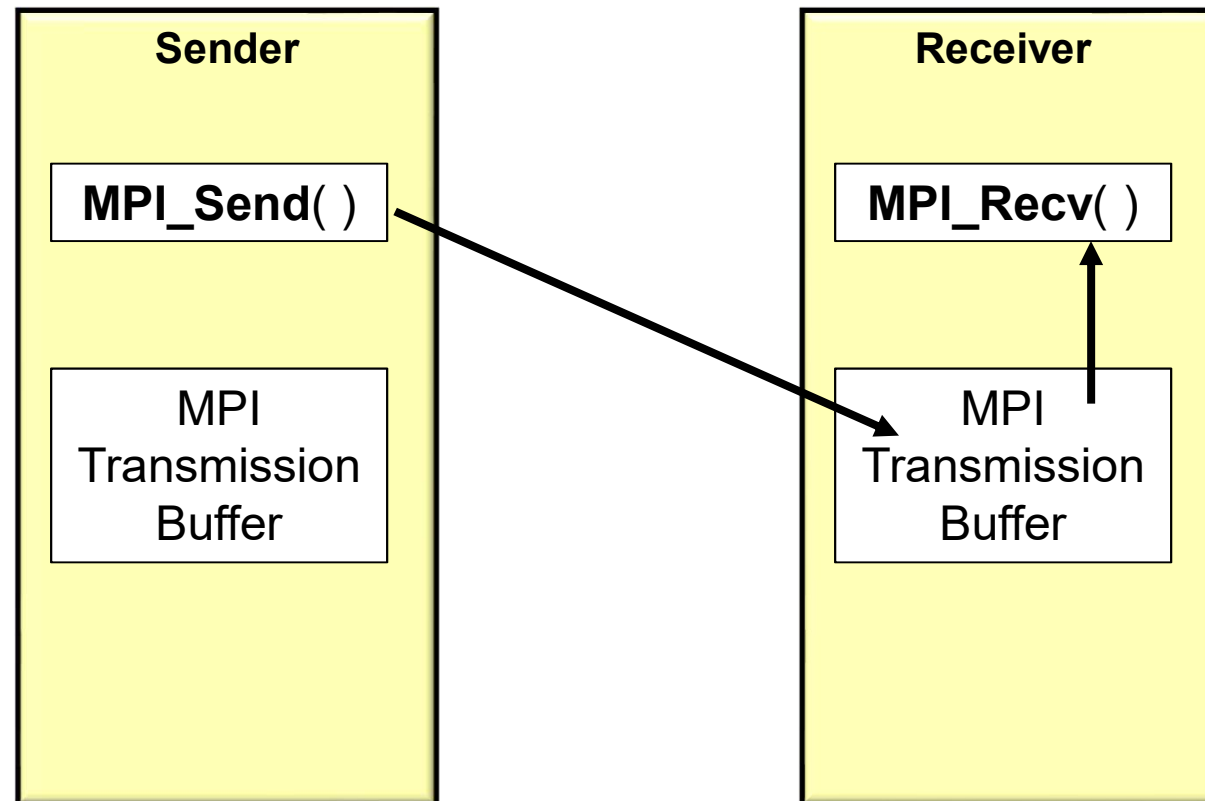 Sender
MPI_Send( )
MPI
Transmission
Buffer
Receiver
MPI_Recv( )
MPI
Transmission
Buffer